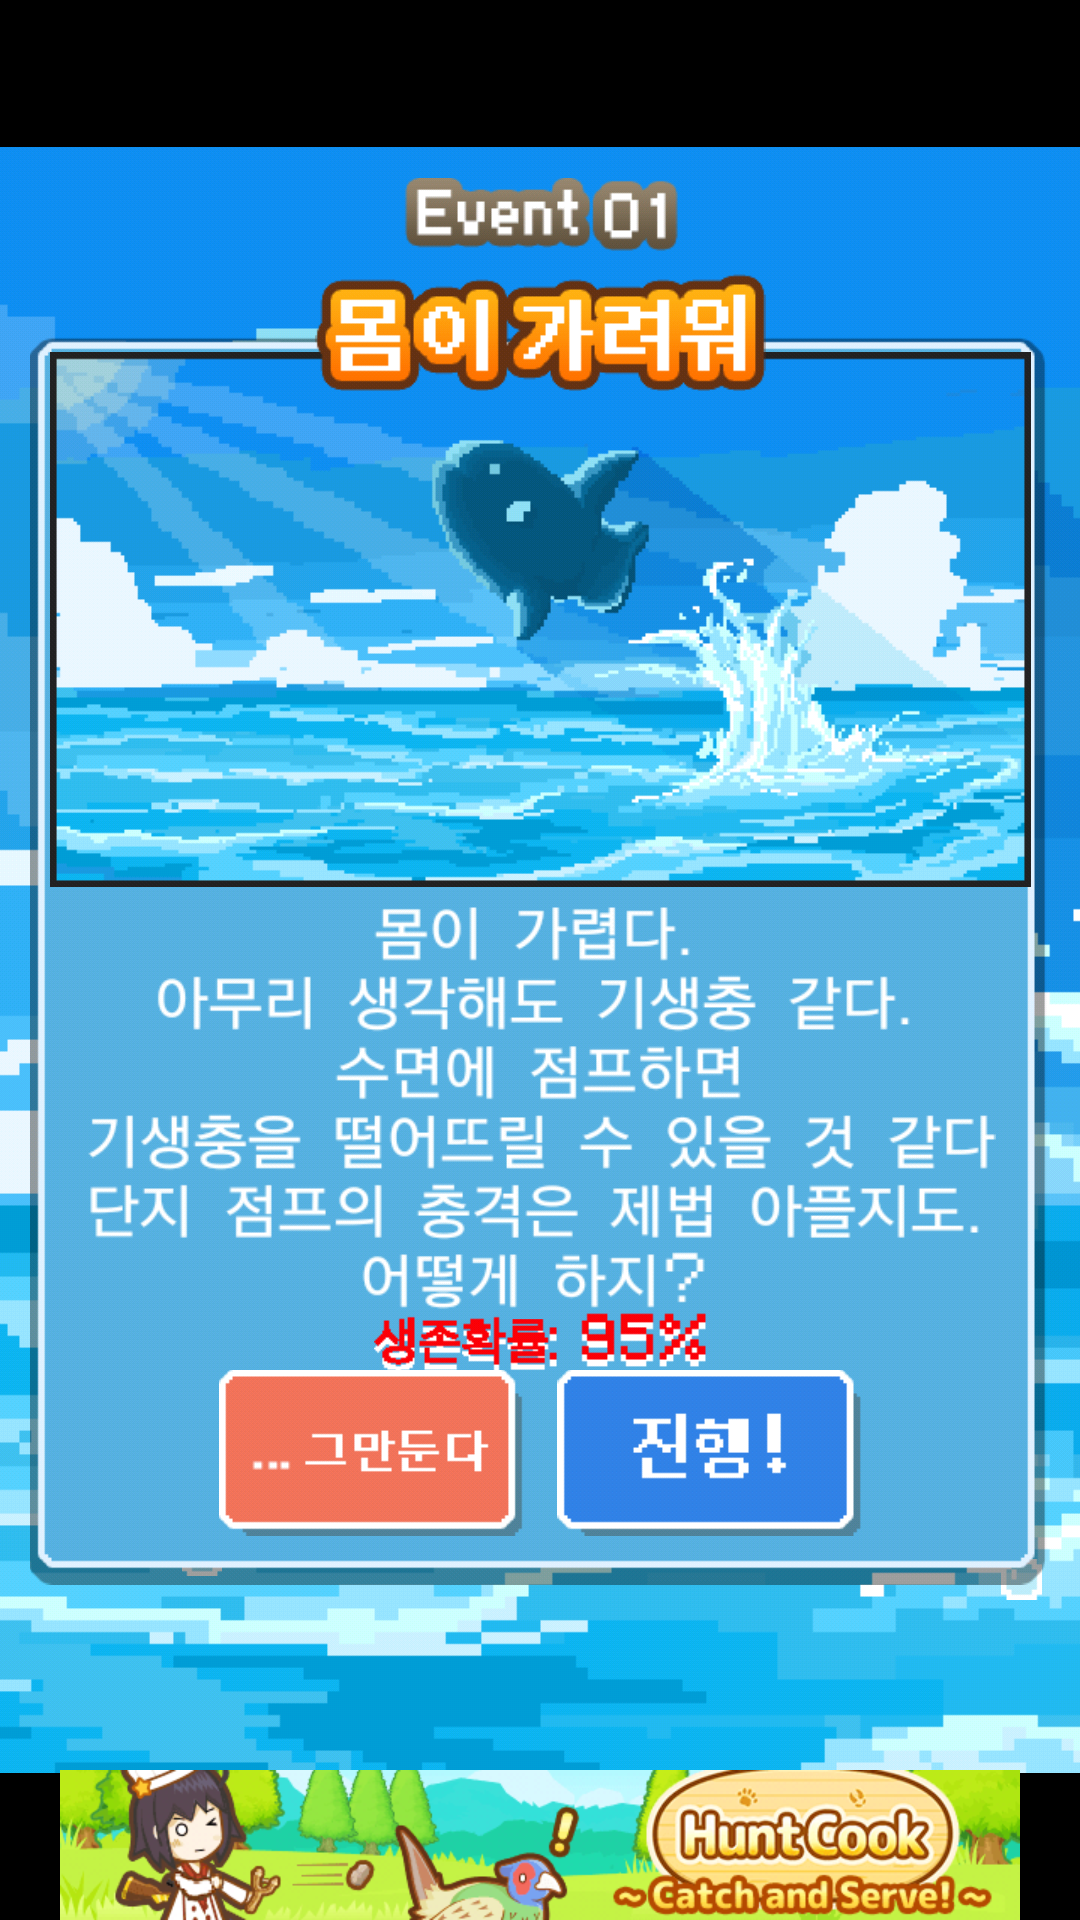 Event 01
몸이 가려워
몸이 가렵다.
아무리 생각해도 기생충 같다.
수면에 점프하면
기생충을 떨어뜨릴 수 있을 것 같다
단지 점프의 충격은 제법 아플지도.
어떻게 하지?
생존확률: 95%
... 그만둔다
진행!
!
Hunt Cook
~Catch and Serve!~